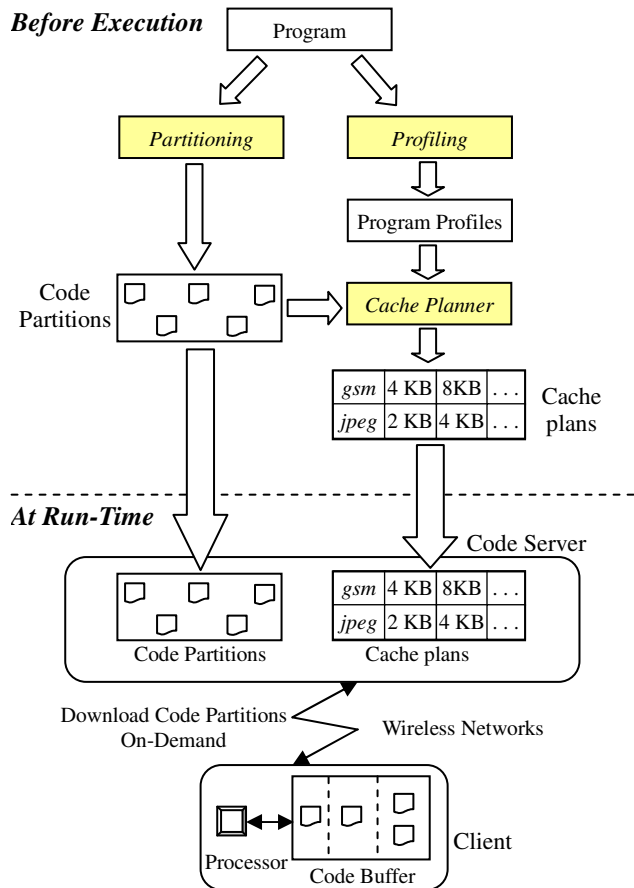 Before Execution
Program
Partitioning
Profiling
Program Profiles
Code
Partitions
Cache Planner
gsm 4 KB 8KB . . .
jpeg 2 KB 4 KB . . .
Cache
plans
At Run-Time
Code Server
gsm 4 KB 8KB . . .
jpeg 2 KB 4 KB . . .
Code Partitions
Cache plans
Download Code Partitions
On-Demand
Wireless Networks
Processor
Code Buffer
Client